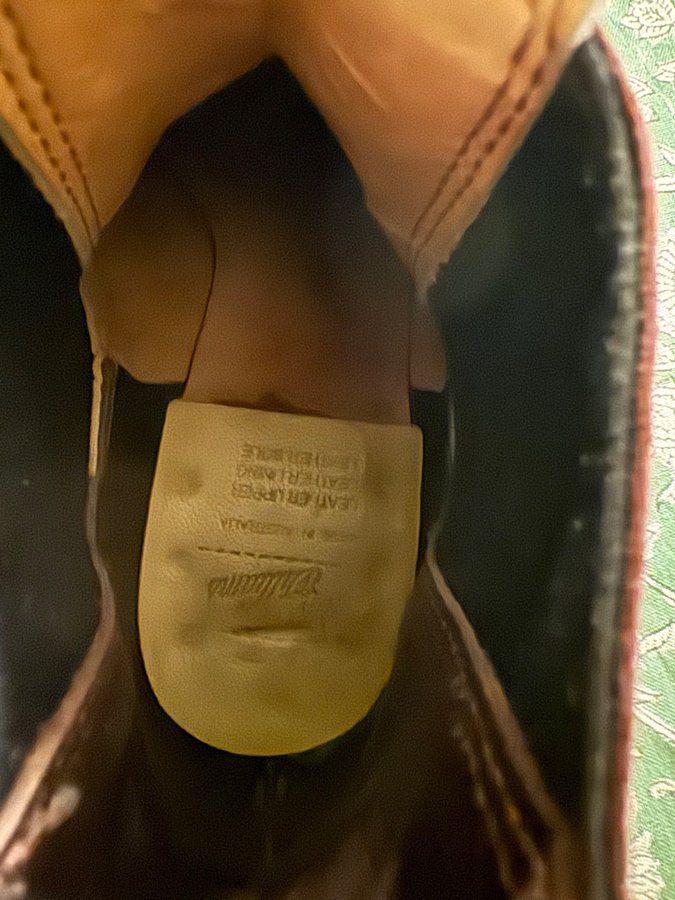 Williams
MADE IN AUSTRALIA
LEATHER UPPER
LEATHER LINING
LEATHER SOLE